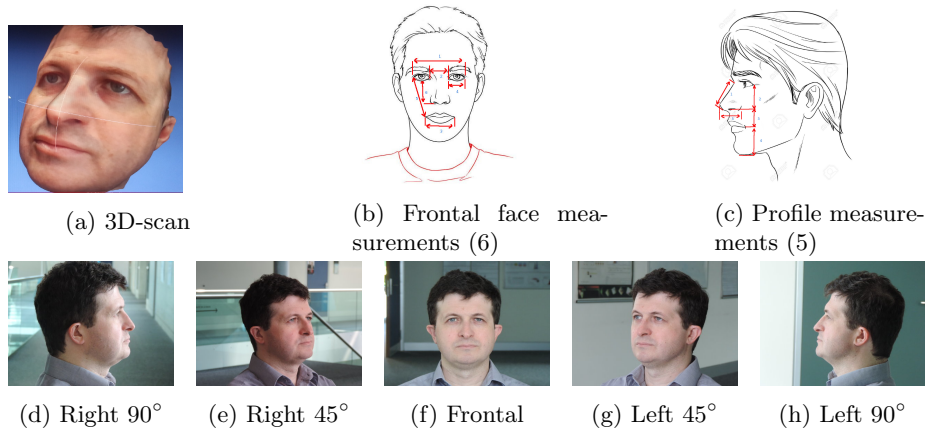 (a) 3D-scan
(b) Frontal face mea-
surements (6)
(c) Profile measure-
ments (5)
(d) Right 90°
(e) Right 45°
(f) Frontal
(g) Left 45°
(h) Left 90°